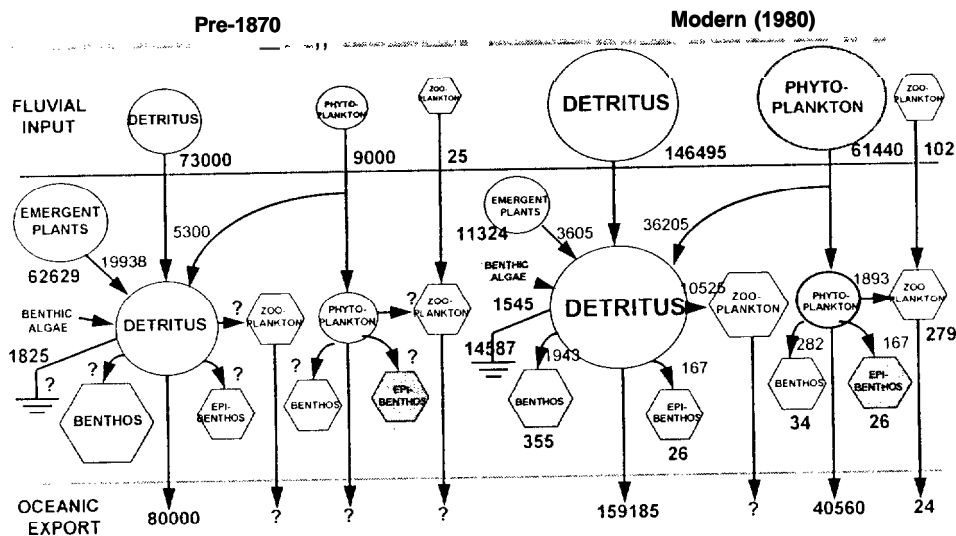 Pre-1870
Modern (1980)
FLUVIAL
INPUT
DETRITUS
73000
PHYTO-
PLANKTON
9000
ZOO-
PLANKTON
25
DETRITUS
146495
PHYTO-
PLANKTON
61440
ZOO-
PLANKTON
102
EMERGENT
PLANTS
62629
19938
5300
BENTHIC
ALGAE
1825
DETRITUS
?
ZOO-
PLANKTON
PHYTO-
PLANKTON
?
ZOO-
PLANKTON
?
?
BENTHOS
?
EPI-
BENTHOS
?
BENTHOS
?
EPI-
BENTHOS
EMERGENT
PLANTS
11324
3605
36205
BENTHIC
ALGAE
1545
DETRITUS
10525
ZOO-
PLANKTON
PHYTO-
PLANKTON
1893
ZOO-
PLANKTON
279
14587
1943
BENTHOS
355
167
EPI-
BENTHOS
26
282
BENTHOS
34
167
EPI-
BENTHOS
26
OCEANIC
EXPORT
80000
?
?
?
159185
?
40560
24